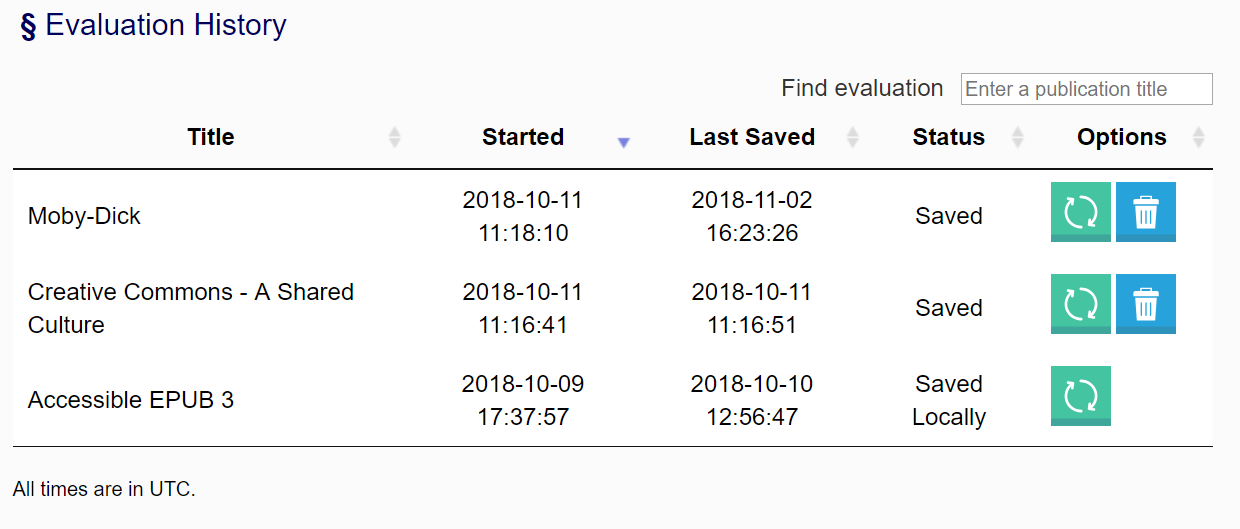 § Evaluation History
Find evaluation Enter a publication title
Title Started Last Saved Status Options
Moby-Dick 2018-10-11 2018-11-02 Saved
11:18:10 16:23:26
Creative Commons - A Shared 2018-10-11 2018-10-11 Saved
Culture 11:16:41 11:16:51
Accessible EPUB 3 2018-10-09 2018-10-10 Saved
17:37:57 12:56:47 Locally
All times are in UTC.